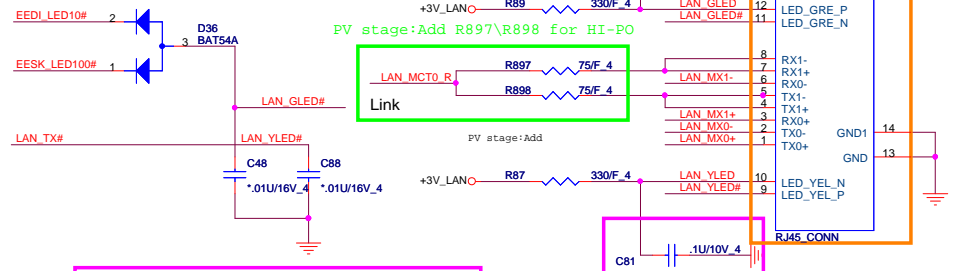 +3V_LAN
R89
330/F_4
LAN_GLED
12
LED_GRE_P
LAN_GLED#
11
LED_GRE_N
EEDI_LED10#
2
D36
BAT54A
3
EESK_LED100#
1
PV stage:Add R897\R898 for HI-PO
LAN_MCT0_R
R897
75/F_4
R898
75/F_4
Link
LAN_GLED#
8
RX1-
7
RX1+
LAN_MX1-
6
RX0-
5
TX1-
4
TX1+
LAN_MX1+
3
RX0+
LAN_MX0-
2
TX0-
LAN_MX0+
1
TX0+
PV stage:Add
GND1
14
GND
13
LAN_TX#
LAN_YLED#
C48
*.01U/16V_4
C88
*.01U/16V_4
+3V_LAN
R87
330/F_4
LAN_YLED
10
LED_YEL_N
LAN_YLED#
9
LED_YEL_P
RJ45_CONN
C81
.1U/10V_4